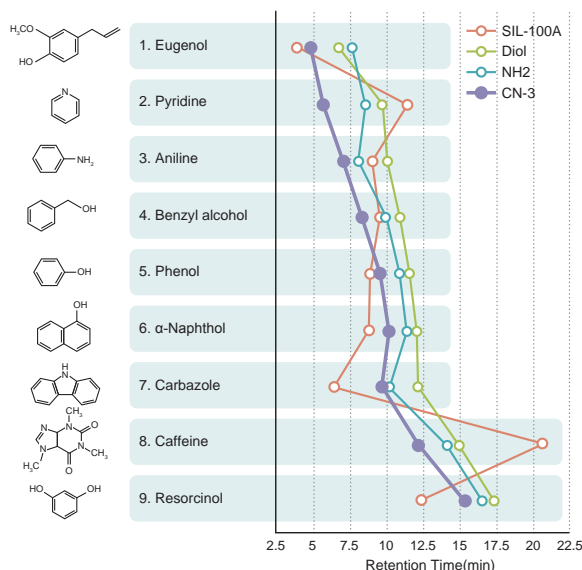 SIL-100A
Diol
NH2
CN-3
CH₃O
HO
1. Eugenol
N
2. Pyridine
NH₂
3. Aniline
OH
4. Benzyl alcohol
OH
5. Phenol
OH
6. α-Naphthol
H
N
7. Carbazole
CH₃
N
N
O
N
N
CH₃
CH₃
O
8. Caffeine
HO
OH
9. Resorcinol
2.5 5 7.5 10 12.5 15 17.5 20 22.5
Retention Time(min)